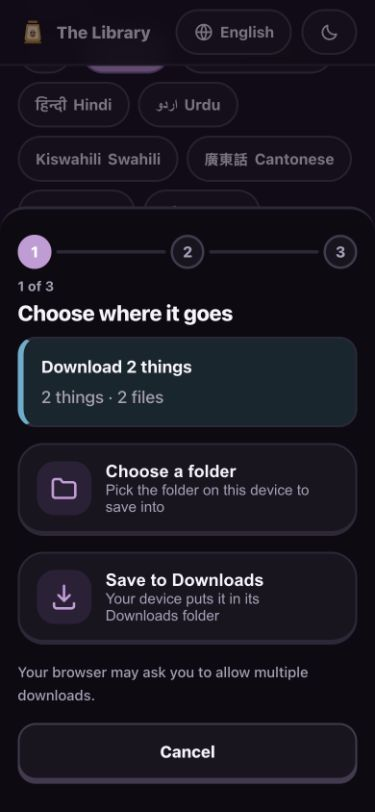 The Library
English
हिन्दी Hindi
اردو Urdu
Kiswahili Swahili
廣東話 Cantonese
1
2
3
1 of 3
Choose where it goes
Download 2 things
2 things · 2 files
Choose a folder
Pick the folder on this device to
save into
Save to Downloads
Your device puts it in its
Downloads folder
Your browser may ask you to allow multiple
downloads.
Cancel